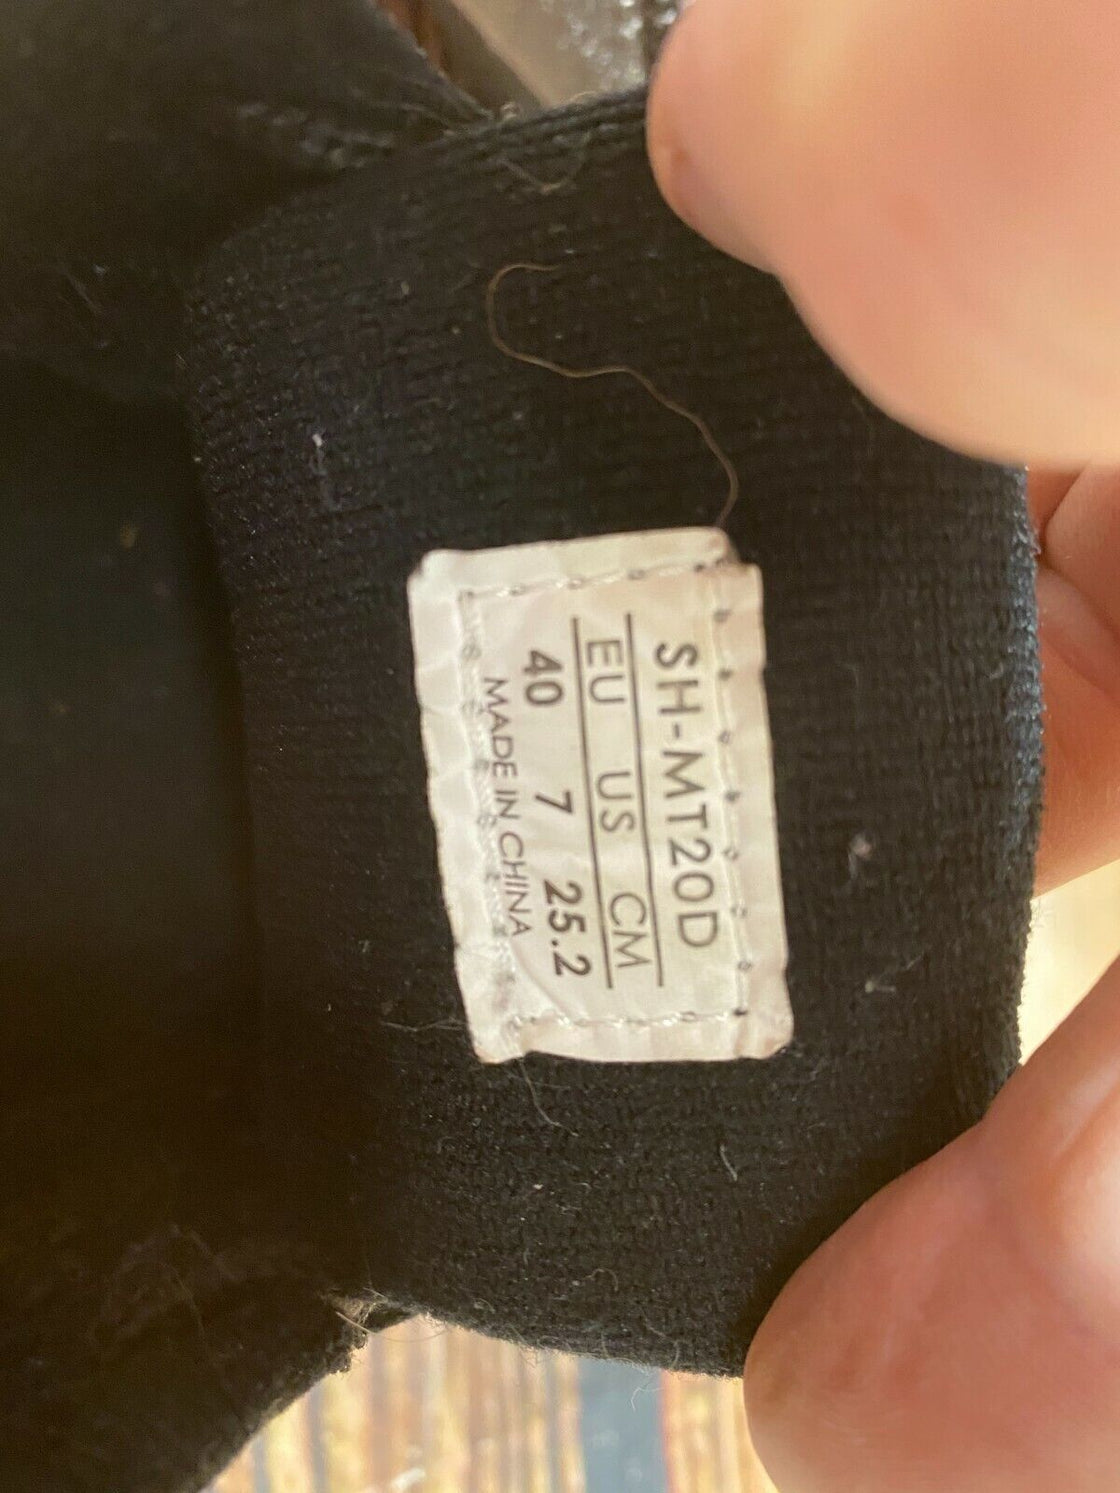 SH-MT20D
EU US CM
40 7 25.2
MADE IN CHINA